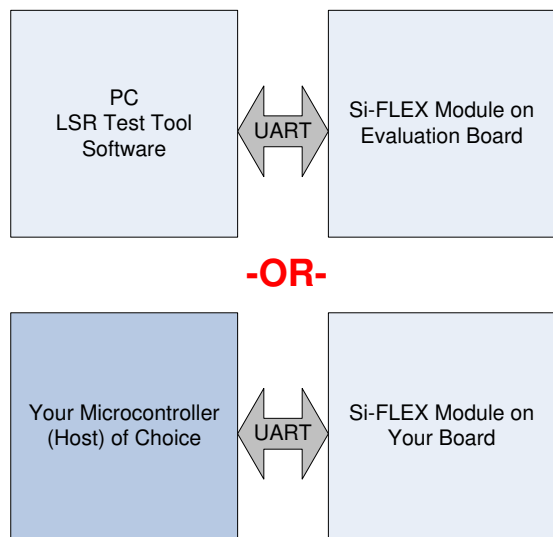 PC
LSR Test Tool
Software
UART
Si-FLEX Module on
Evaluation Board
-OR-
Your Microcontroller
(Host) of Choice
UART
Si-FLEX Module on
Your Board